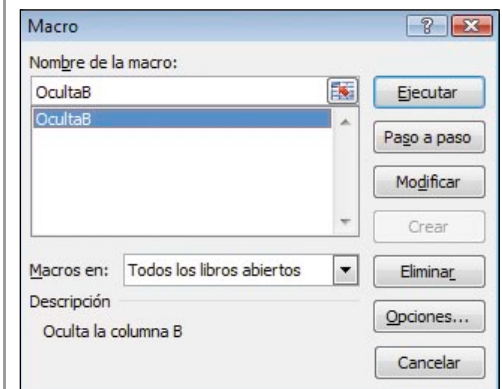 Macro
Nombre de la macro:
OcultaB
OcultaB
Ejecutar
Paso a paso
Modificar
Crear
Macros en: Todos los libros abiertos
Eliminar
Descripción
Oculta la columna B
Opciones...
Cancelar